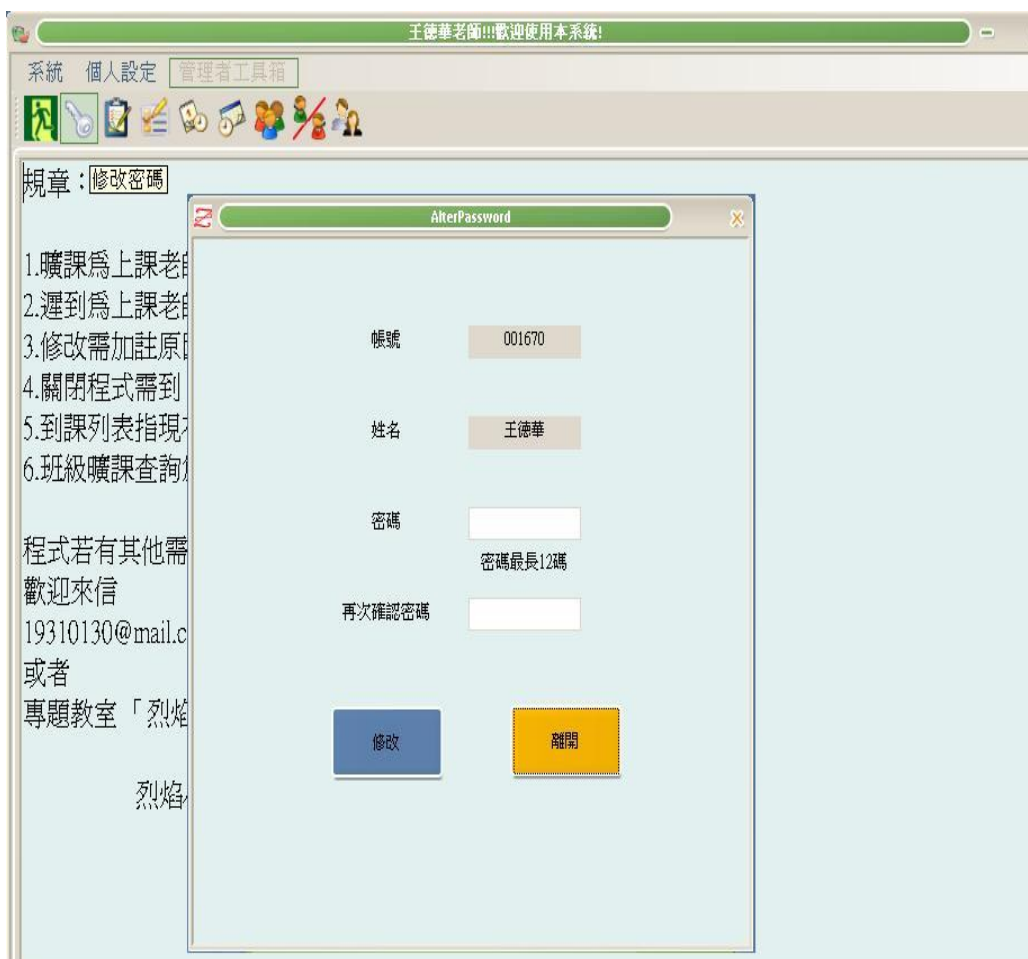 王德華老師!!!歡迎使用本系統!
系統 個人設定 管理者工具箱
規章：
修改密碼
1.曠課為上課老
2.遲到為上課老
3.修改需加註原
4.關閉程式需到
5.到課列表指現
6.班級曠課查詢
程式若有其他需
歡迎來信
19310130@mail.c
或者
專題教室「烈焰
烈焰
AlterPassword
帳號 001670
姓名 王德華
密碼
密碼最長12碼
再次確認密碼
修改 離開